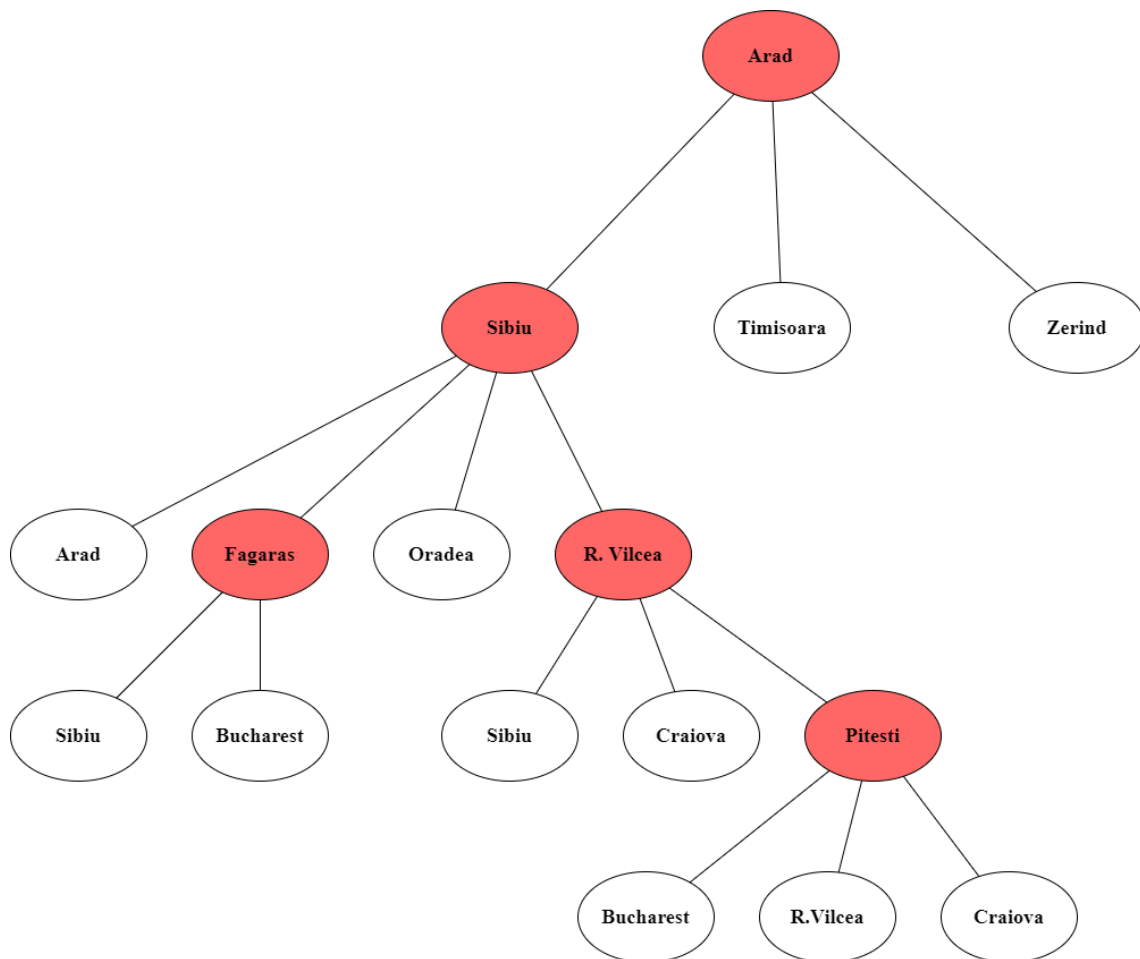 Arad
Sibiu
Timisoara
Zerind
Arad
Fagaras
Oradea
R. Vilcea
Sibiu
Bucharest
Sibiu
Craiova
Pitesti
Bucharest
R.Vilcea
Craiova